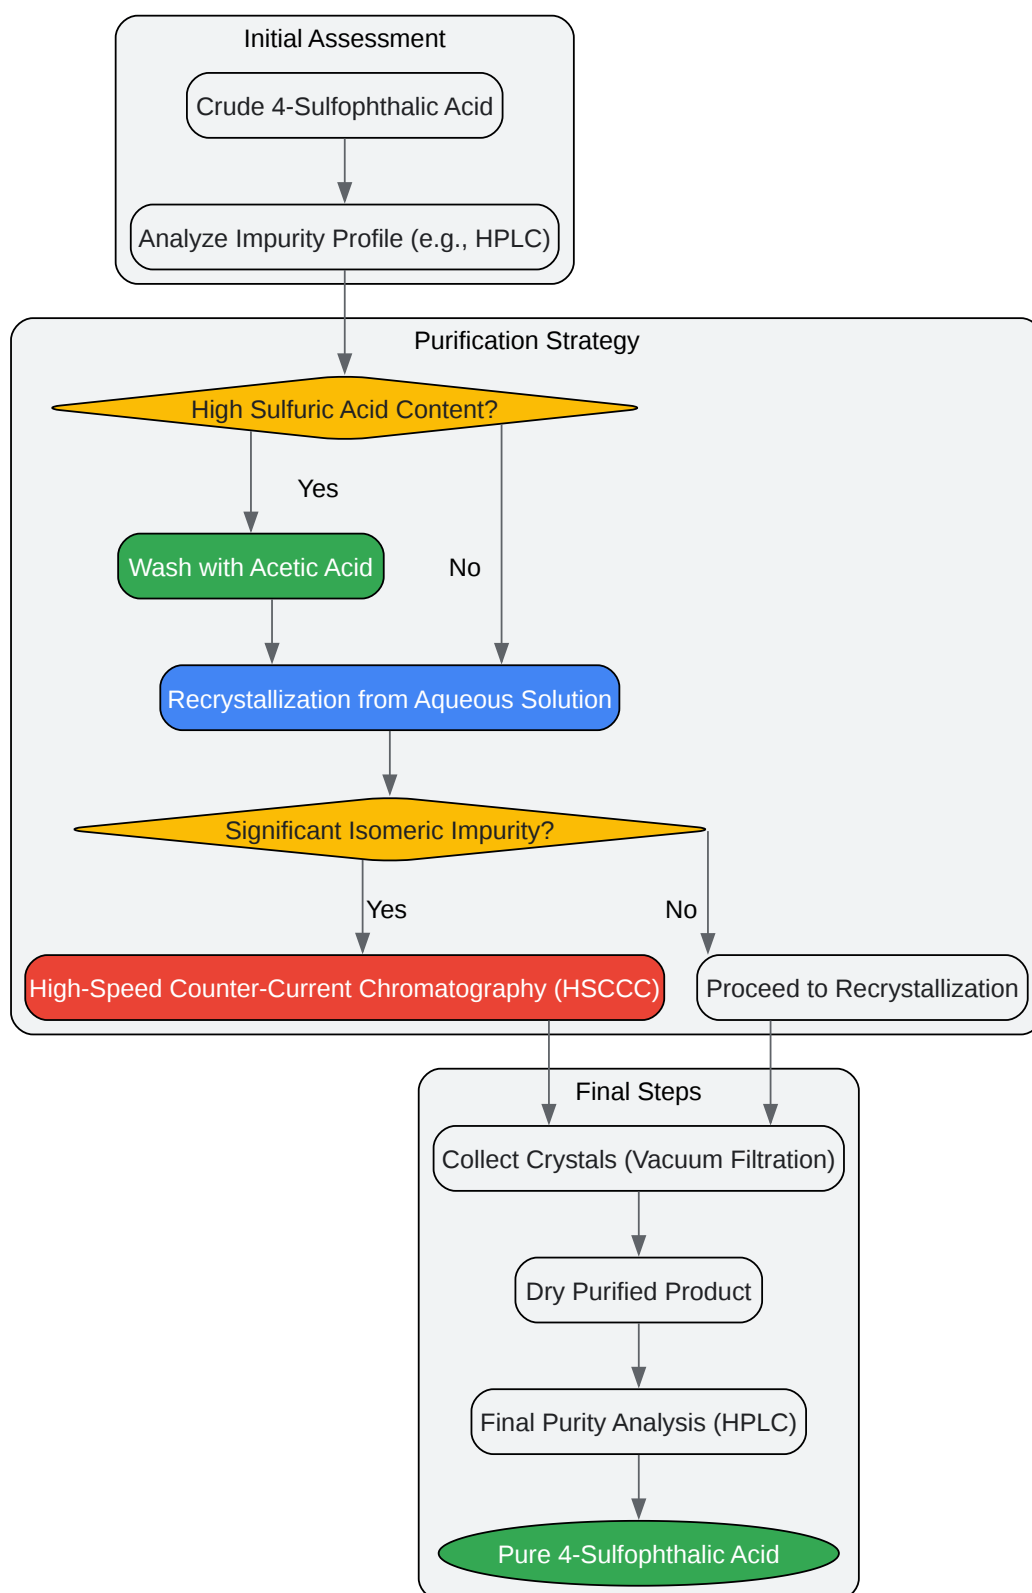 Initial Assessment
Crude 4-Sulfophthalic Acid
Analyze Impurity Profile (e.g., HPLC)
Purification Strategy
High Sulfuric Acid Content?
Yes
Wash with Acetic Acid
No
Recrystallization from Aqueous Solution
Significant Isomeric Impurity?
Yes
No
High-Speed Counter-Current Chromatography (HSCCC)
Proceed to Recrystallization
Final Steps
Collect Crystals (Vacuum Filtration)
Dry Purified Product
Final Purity Analysis (HPLC)
Pure 4-Sulfophthalic Acid